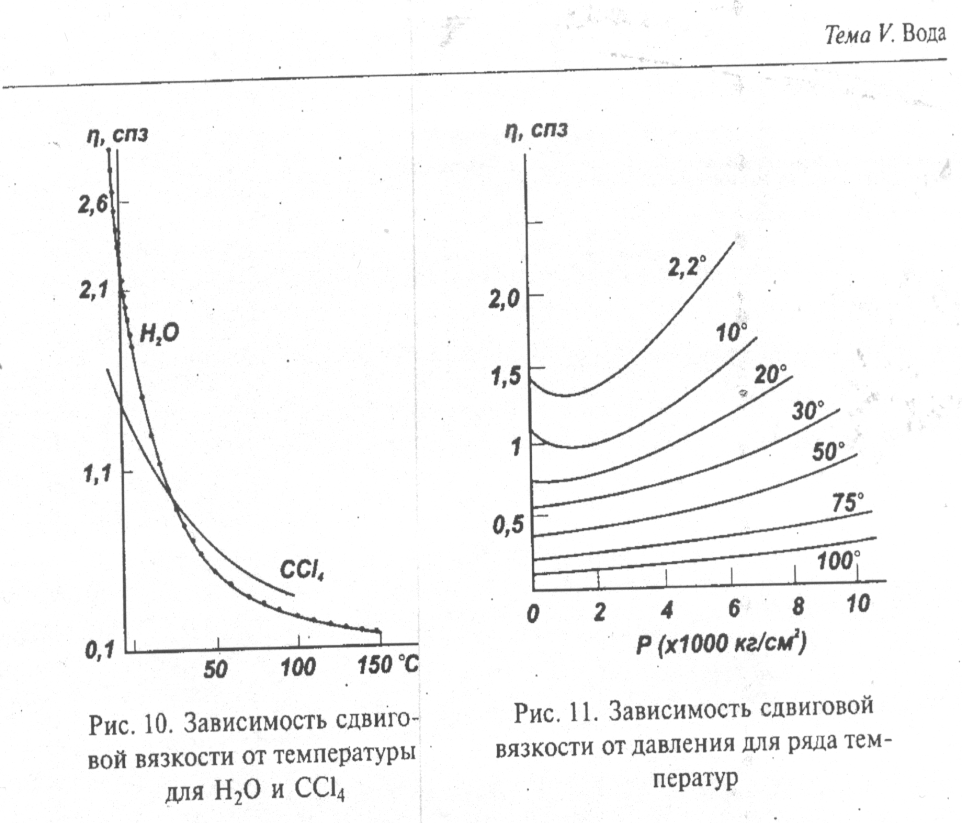 Тема V. Вода
η, спз
2,6
2,1
H₂O
1,1
CCl₄
0,1
50
100
150 °C
Рис. 10. Зависимость сдвиго-
вой вязкости от температуры
для H₂O и CCl₄
η, спз
2,2°
2,0
10°
1,5
20°
30°
1
50°
0,5
75°
100°
0
2
4
6
8
10
P (x1000 кг/см²)
Рис. 11. Зависимость сдвиговой
вязкости от давления для ряда тем-
ператур